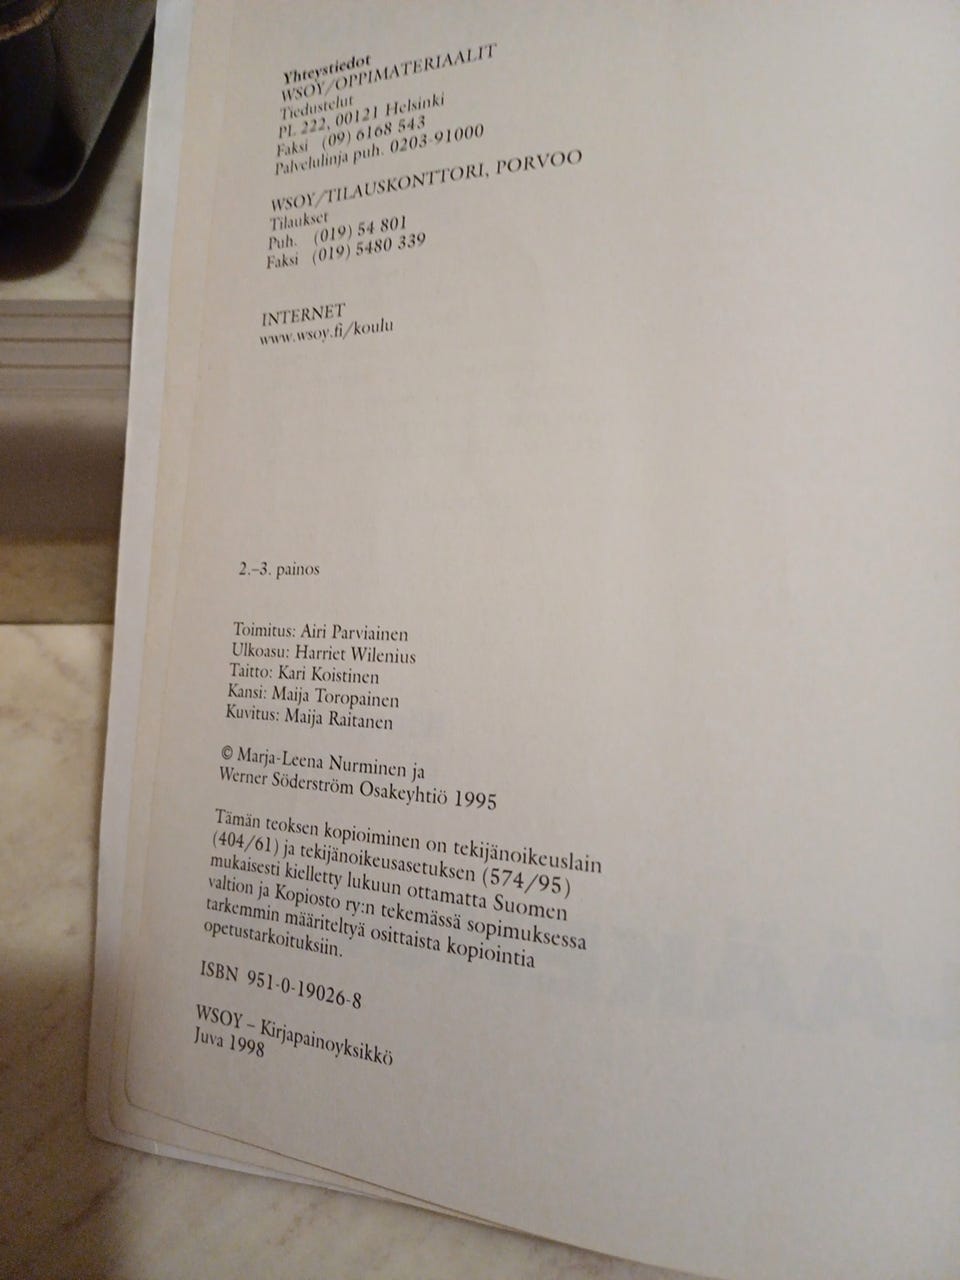 Yhteystiedot
WSOY/OPPIMATERIAALIT
Tiedustelut
PL 222, 00121 Helsinki
Faksi (09) 6168 543
Palvelulinja puh. 0203-91000
WSOY/TILAUSKONTTORI, PORVOO
Tilaukset
Puh. (019) 54 801
Faksi (019) 5480 339
INTERNET
www.wsoy.fi/koulu
2.–3. painos
Toimitus: Airi Parviainen
Ulkoasu: Harriet Wilenius
Taitto: Kari Koistinen
Kansi: Maija Toropainen
Kuvitus: Maija Raitanen
© Marja-Leena Nurminen ja
Werner Söderström Osakeyhtiö 1995
Tämän teoksen kopioiminen on tekijänoikeuslain
(404/61) ja tekijänoikeusasetuksen (574/95)
mukaisesti kielletty lukuun ottamatta Suomen
valtion ja Kopiosto ry:n tekemässä sopimuksessa
tarkemmin määriteltyä osittaista kopiointia
opetustarkoituksiin.
ISBN 951-0-19026-8
WSOY – Kirjapainoyksikkö
Juva 1998